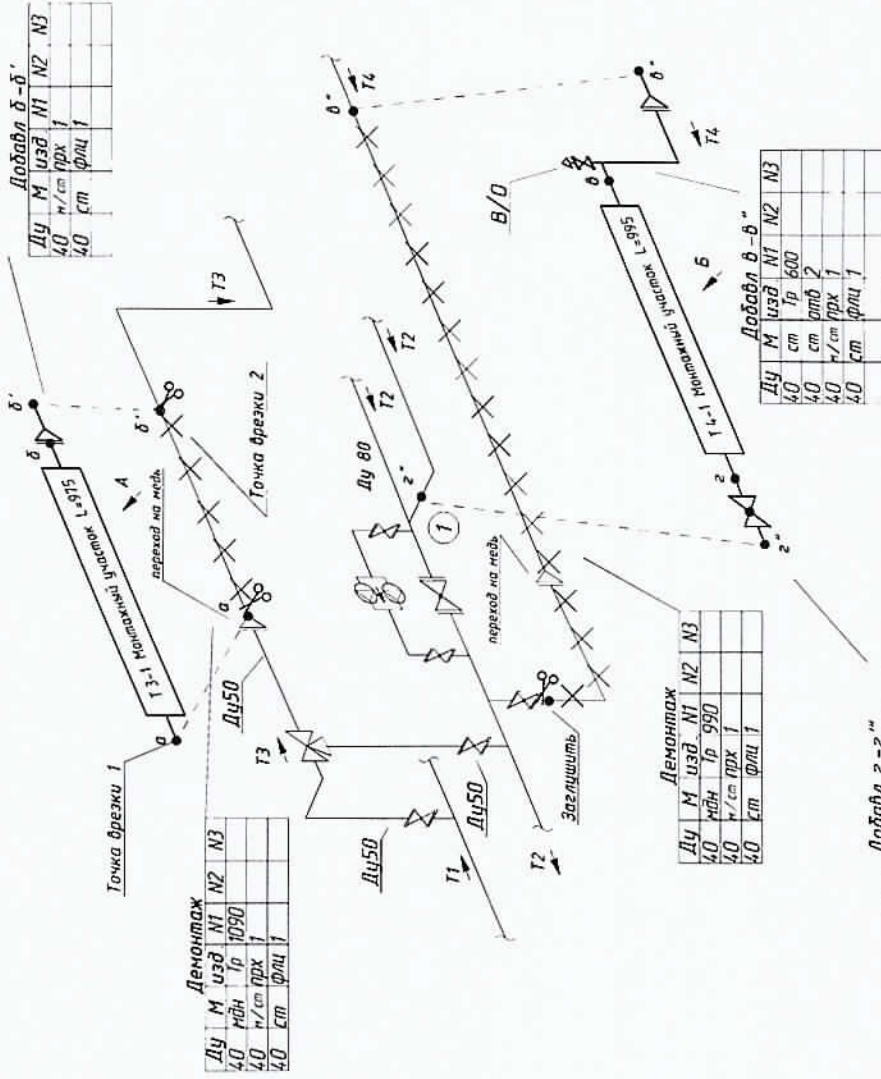 Добавл б-б'
Ду М изд N1 N2 N3
40 м/ст прх 1
40 ст флц 1
б'
б
Т3-1 Монтажный участок L=975
А
а
Точка врезки 1
переход на медь
б'
Точка врезки 2
Т3
а
Ду50
Т3
Демонтаж
Ду М изд N1 N2 N3
40 мдн Тр 1090
40 м/ст прх 1
40 ст флц 1
Ду50
Т1
Ду50
Т2
Ду 80
Т2
Т2
г"
1
переход на медь
Заглушить
в"
Т4
В/О
в
в"
Т4
Т4-1 Монтажный участок L=995
Б
г
г"
Добавл в-в"
Ду М изд N1 N2 N3
40 ст Тр 600
40 ст отв 2
40 м/ст прх 1
40 ст флц 1
Демонтаж
Ду М изд N1 N2 N3
40 мдн Тр 990
40 м/ст прх 1
40 ст флц 1
Добавл г-г"'